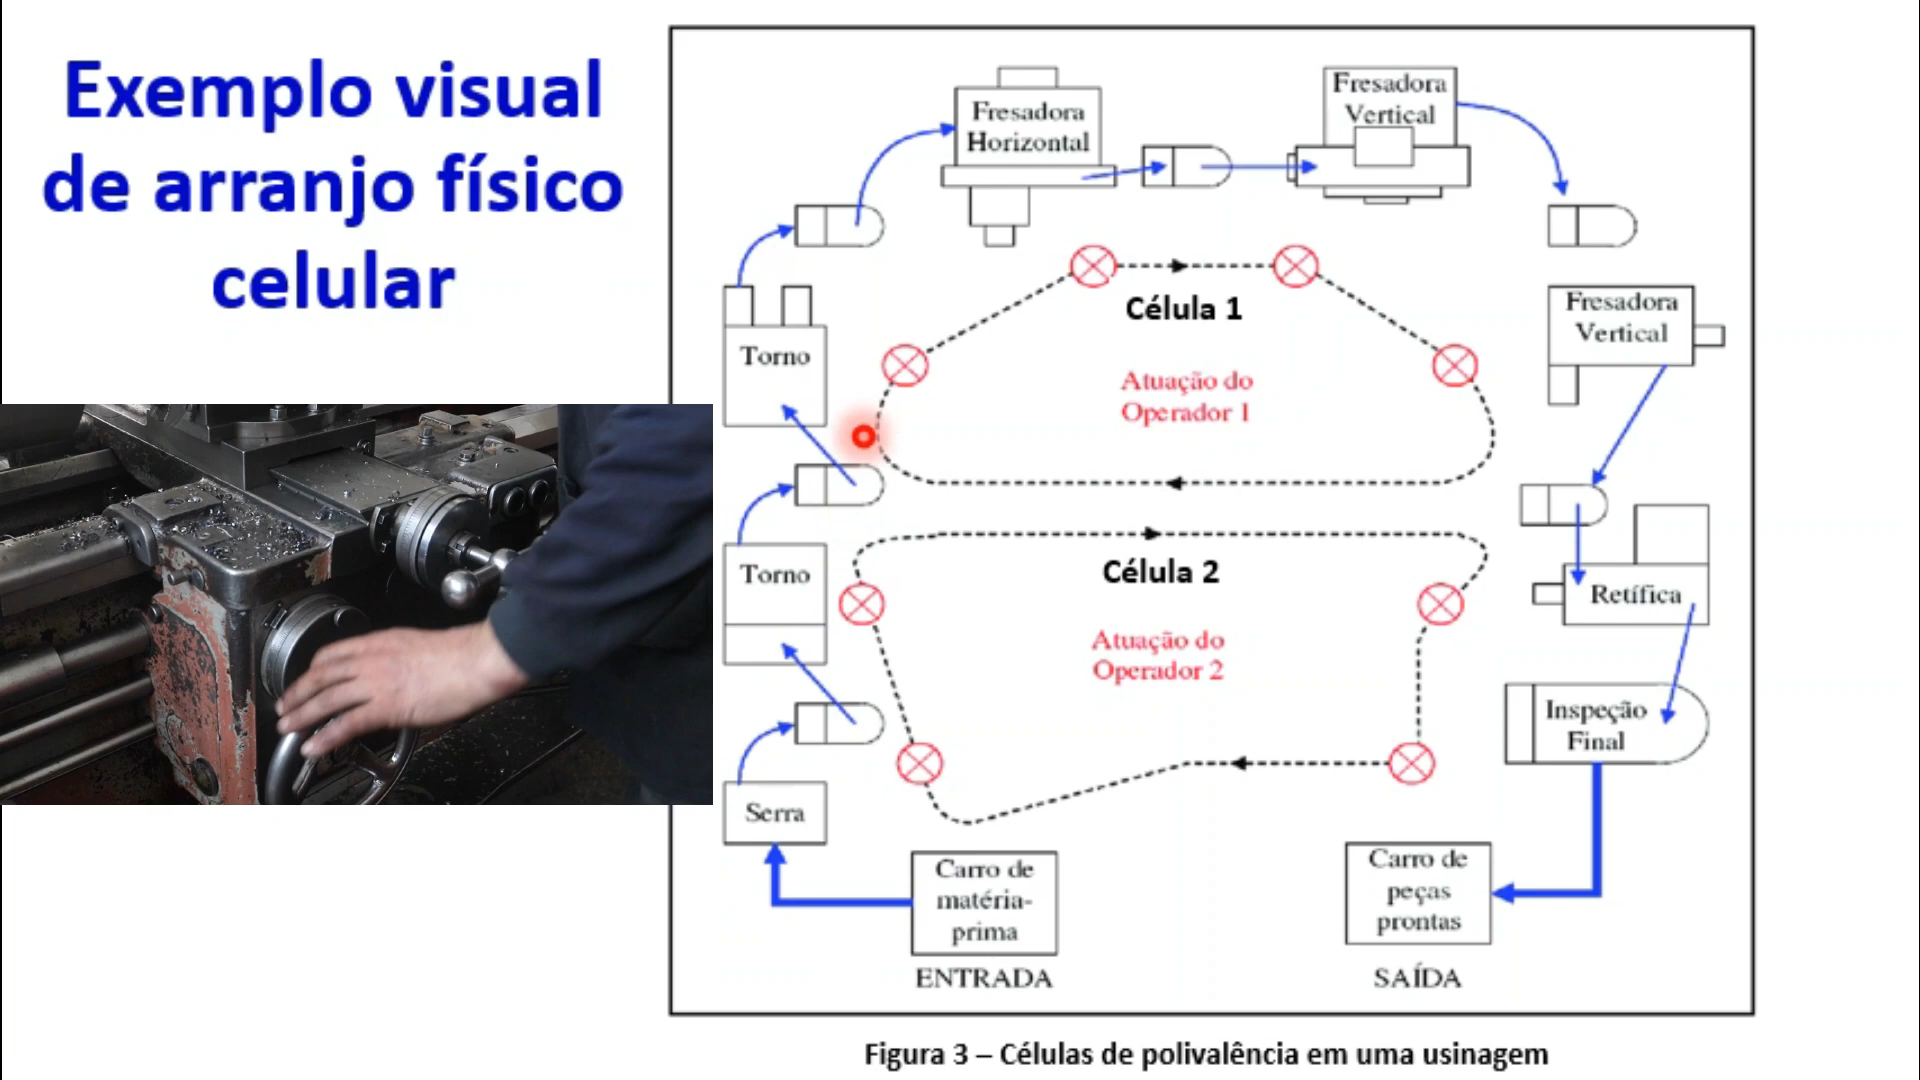 Exemplo visual
de arranjo físico
celular
Fresadora
Horizontal
Fresadora
Vertical
Torno
Célula 1
Atuação do
Operador 1
Fresadora
Vertical
Torno
Célula 2
Atuação do
Operador 2
Retífica
Inspeção
Final
Serra
Carro de
matéria-
prima
ENTRADA
Carro de
peças
prontas
SAÍDA
Figura 3 – Células de polivalência em uma usinagem